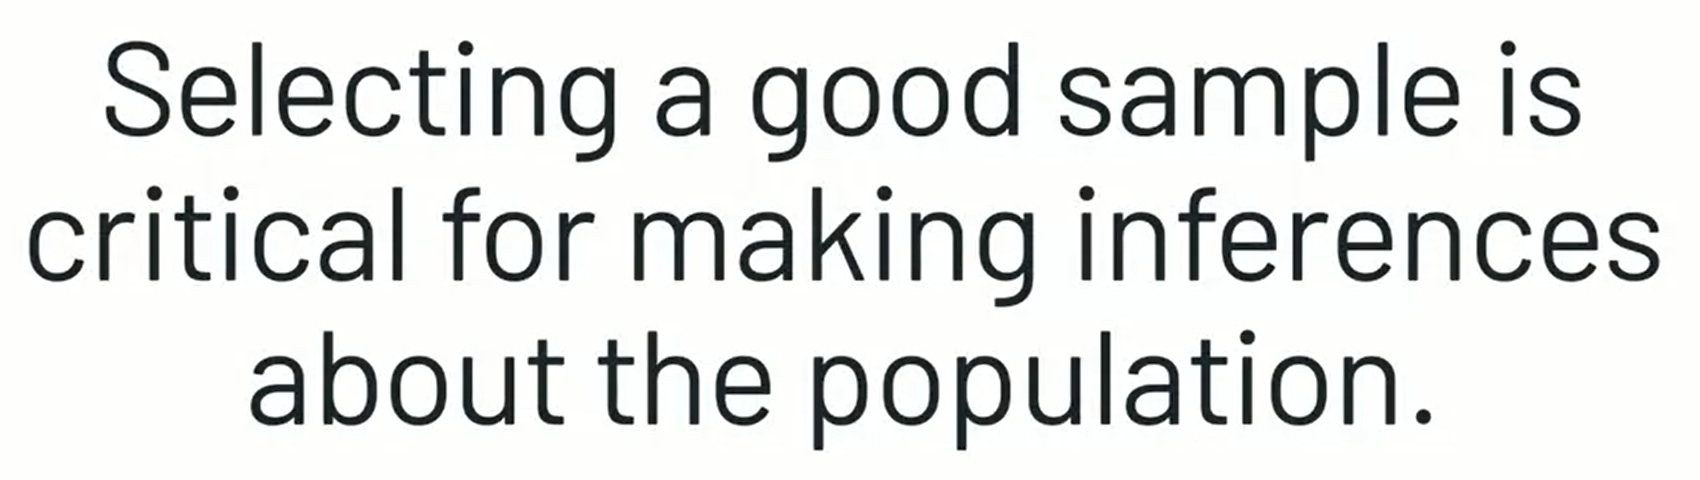 Selecting a good sample is
critical for making inferences
about the population.